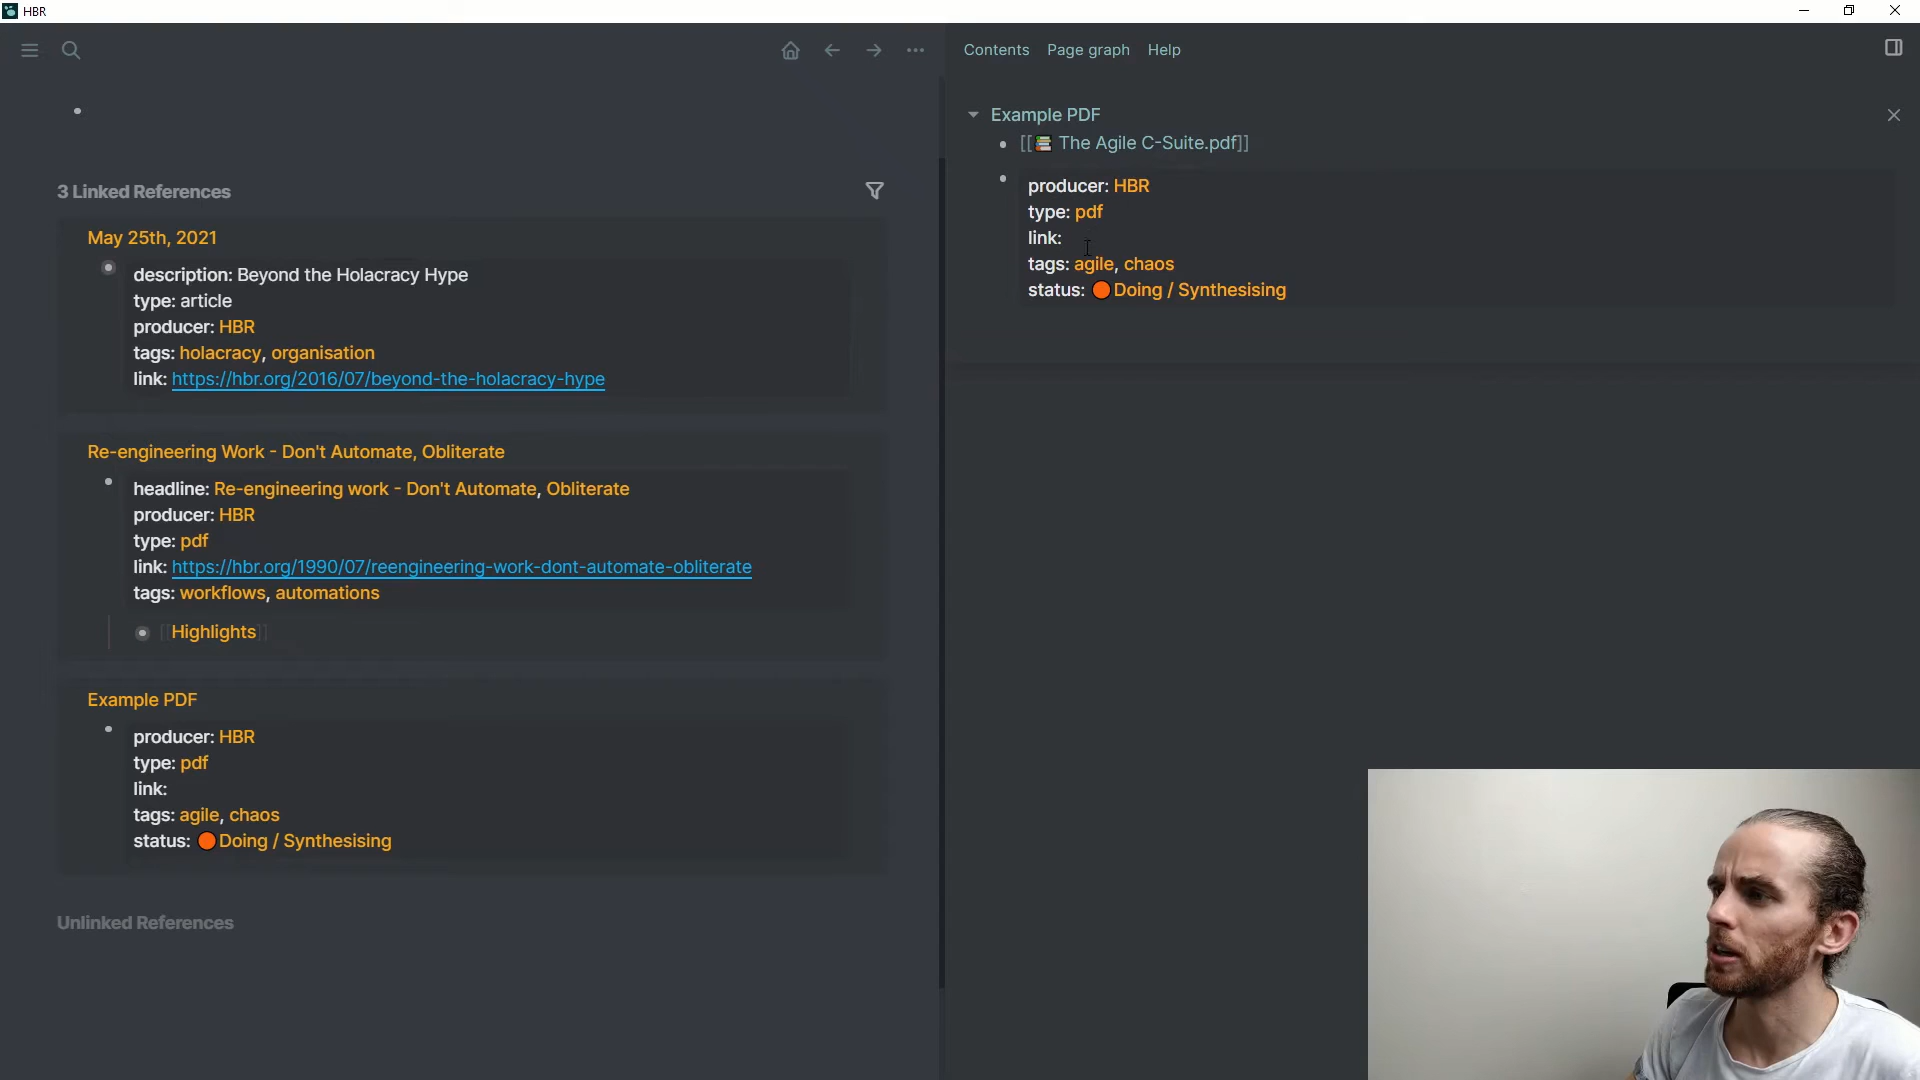 HBR
Contents Page graph Help
3 Linked References
May 25th, 2021
description: Beyond the Holacracy Hype
type: article
producer: HBR
tags: holacracy, organisation
link: https://hbr.org/2016/07/beyond-the-holacracy-hype
Re-engineering Work - Don't Automate, Obliterate
headline: Re-engineering work - Don't Automate, Obliterate
producer: HBR
type: pdf
link: https://hbr.org/1990/07/reengineering-work-dont-automate-obliterate
tags: workflows, automations
[[Highlights]]
Example PDF
producer: HBR
type: pdf
link:
tags: agile, chaos
status: 🟠Doing / Synthesising
Unlinked References
Example PDF
[[📚 The Agile C-Suite.pdf]]
producer: HBR
type: pdf
link:
tags: agile, chaos
status: 🟠Doing / Synthesising